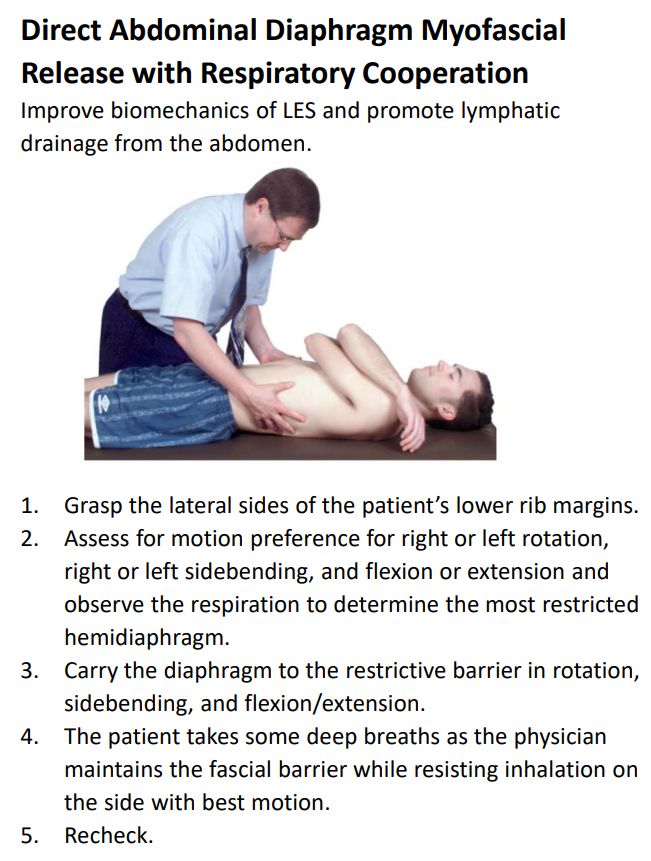 Direct Abdominal Diaphragm Myofascial
Release with Respiratory Cooperation
Improve biomechanics of LES and promote lymphatic
drainage from the abdomen.
1. Grasp the lateral sides of the patient’s lower rib margins.
2. Assess for motion preference for right or left rotation,
right or left sidebending, and flexion or extension and
observe the respiration to determine the most restricted
hemidiaphragm.
3. Carry the diaphragm to the restrictive barrier in rotation,
sidebending, and flexion/extension.
4. The patient takes some deep breaths as the physician
maintains the fascial barrier while resisting inhalation on
the side with best motion.
5. Recheck.